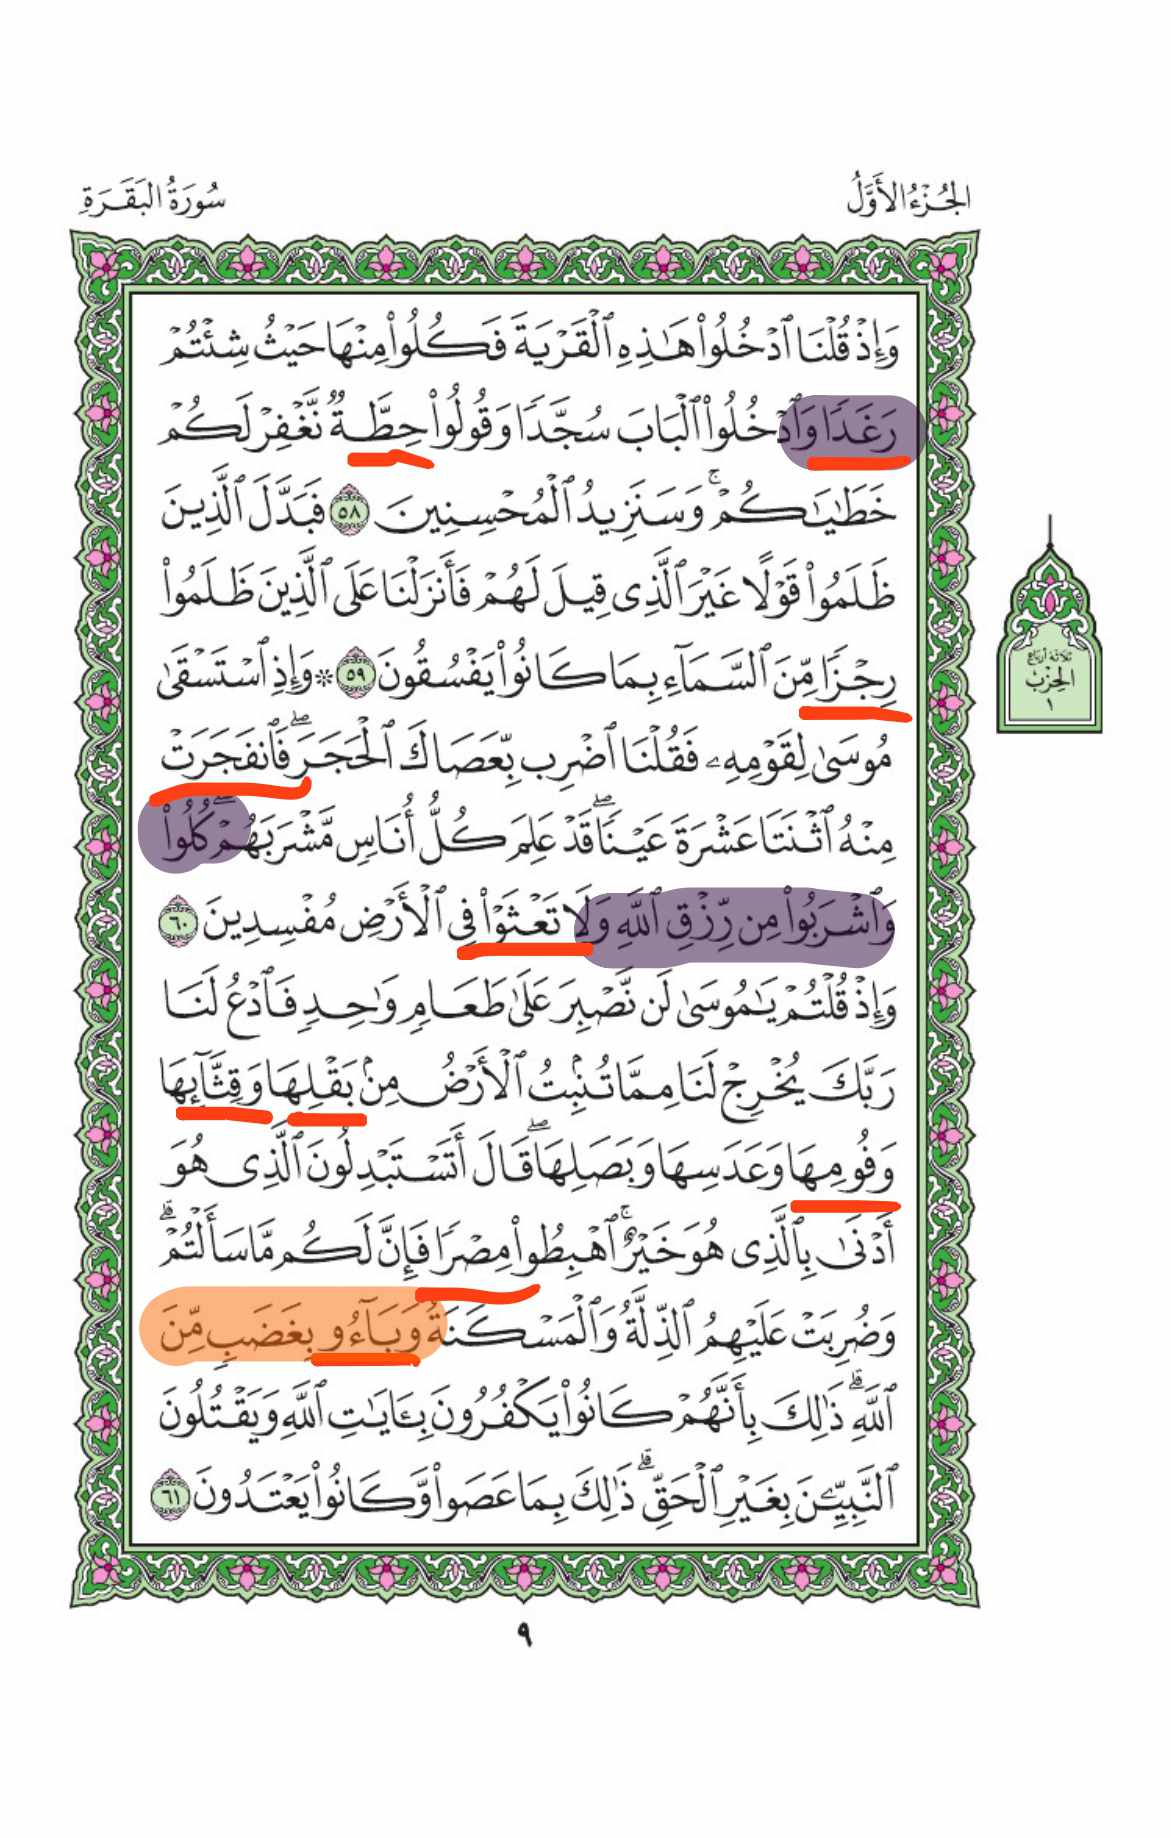 الجُزْءُ الأَوَّلُ
سُورَةُ البَقَرَةِ
وَإِذْ قُلْنَا ٱدْخُلُوا۟ هَـٰذِهِ ٱلْقَرْيَةَ فَكُلُوا۟ مِنْهَا حَيْثُ شِئْتُمْ
رَغَدًا وَٱدْخُلُوا۟ ٱلْبَابَ سُجَّدًا وَقُولُوا۟ حِطَّةٌ نَّغْفِرْ لَكُمْ
خَطَـٰيَـٰكُمْ ۚ وَسَنَزِيدُ ٱلْمُحْسِنِينَ ٥٨ فَبَدَّلَ ٱلَّذِينَ
ظَلَمُوا۟ قَوْلًا غَيْرَ ٱلَّذِى قِيلَ لَهُمْ فَأَنزَلْنَا عَلَى ٱلَّذِينَ ظَلَمُوا۟
رِجْزًا مِّنَ ٱلسَّمَآءِ بِمَا كَانُوا۟ يَفْسُقُونَ ٥٩ ۞ وَإِذِ ٱسْتَسْقَىٰ
مُوسَىٰ لِقَوْمِهِۦ فَقُلْنَا ٱضْرِب بِّعَصَاكَ ٱلْحَجَرَ ۖ فَٱنفَجَرَتْ
مِنْهُ ٱثْنَتَا عَشْرَةَ عَيْنًا ۖ قَدْ عَلِمَ كُلُّ أُنَاسٍ مَّشْرَبَهُمْ ۖ كُلُوا۟
وَٱشْرَبُوا۟ مِن رِّزْقِ ٱللَّهِ وَلَا تَعْثَوْا۟ فِى ٱلْأَرْضِ مُفْسِدِينَ ٦٠
وَإِذْ قُلْتُمْ يَـٰمُوسَىٰ لَن نَّصْبِرَ عَلَىٰ طَعَامٍ وَٰحِدٍ فَٱدْعُ لَنَا
رَبَّكَ يُخْرِجْ لَنَا مِمَّا تُنۢبِتُ ٱلْأَرْضُ مِنۢ بَقْلِهَا وَقِثَّآئِهَا
وَفُومِهَا وَعَدَسِهَا وَبَصَلِهَا ۖ قَالَ أَتَسْتَبْدِلُونَ ٱلَّذِى هُوَ
أَدْنَىٰ بِٱلَّذِى هُوَ خَيْرٌ ۚ ٱهْبِطُوا۟ مِصْرًا فَإِنَّ لَكُم مَّا سَأَلْتُمْ ۗ
وَضُرِبَتْ عَلَيْهِمُ ٱلذِّلَّةُ وَٱلْمَسْكَنَةُ وَبَآءُو بِغَضَبٍ مِّنَ
ٱللَّهِ ۗ ذَٰلِكَ بِأَنَّهُمْ كَانُوا۟ يَكْفُرُونَ بِـَٔايَـٰتِ ٱللَّهِ وَيَقْتُلُونَ
ٱلنَّبِيِّـۧنَ بِغَيْرِ ٱلْحَقِّ ۗ ذَٰلِكَ بِمَا عَصَوا۟ وَّكَانُوا۟ يَعْتَدُونَ ٦١
ثلاثة أرباع
الحزب
١
٩